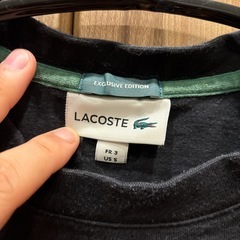 EXCLUSIVE EDITION
LACOSTE
FR 3
US S